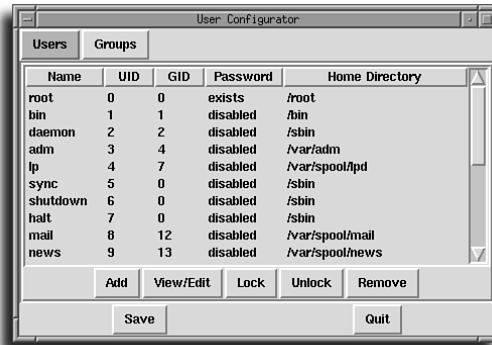 User Configurator
Users Groups
Name UID GID Password Home Directory
root 0 0 exists /root
bin 1 1 disabled /bin
daemon 2 2 disabled /sbin
adm 3 4 disabled /var/adm
lp 4 7 disabled /var/spool/lpd
sync 5 0 disabled /sbin
shutdown 6 0 disabled /sbin
halt 7 0 disabled /sbin
mail 8 12 disabled /var/spool/mail
news 9 13 disabled /var/spool/news
Add View/Edit Lock Unlock Remove
Save Quit